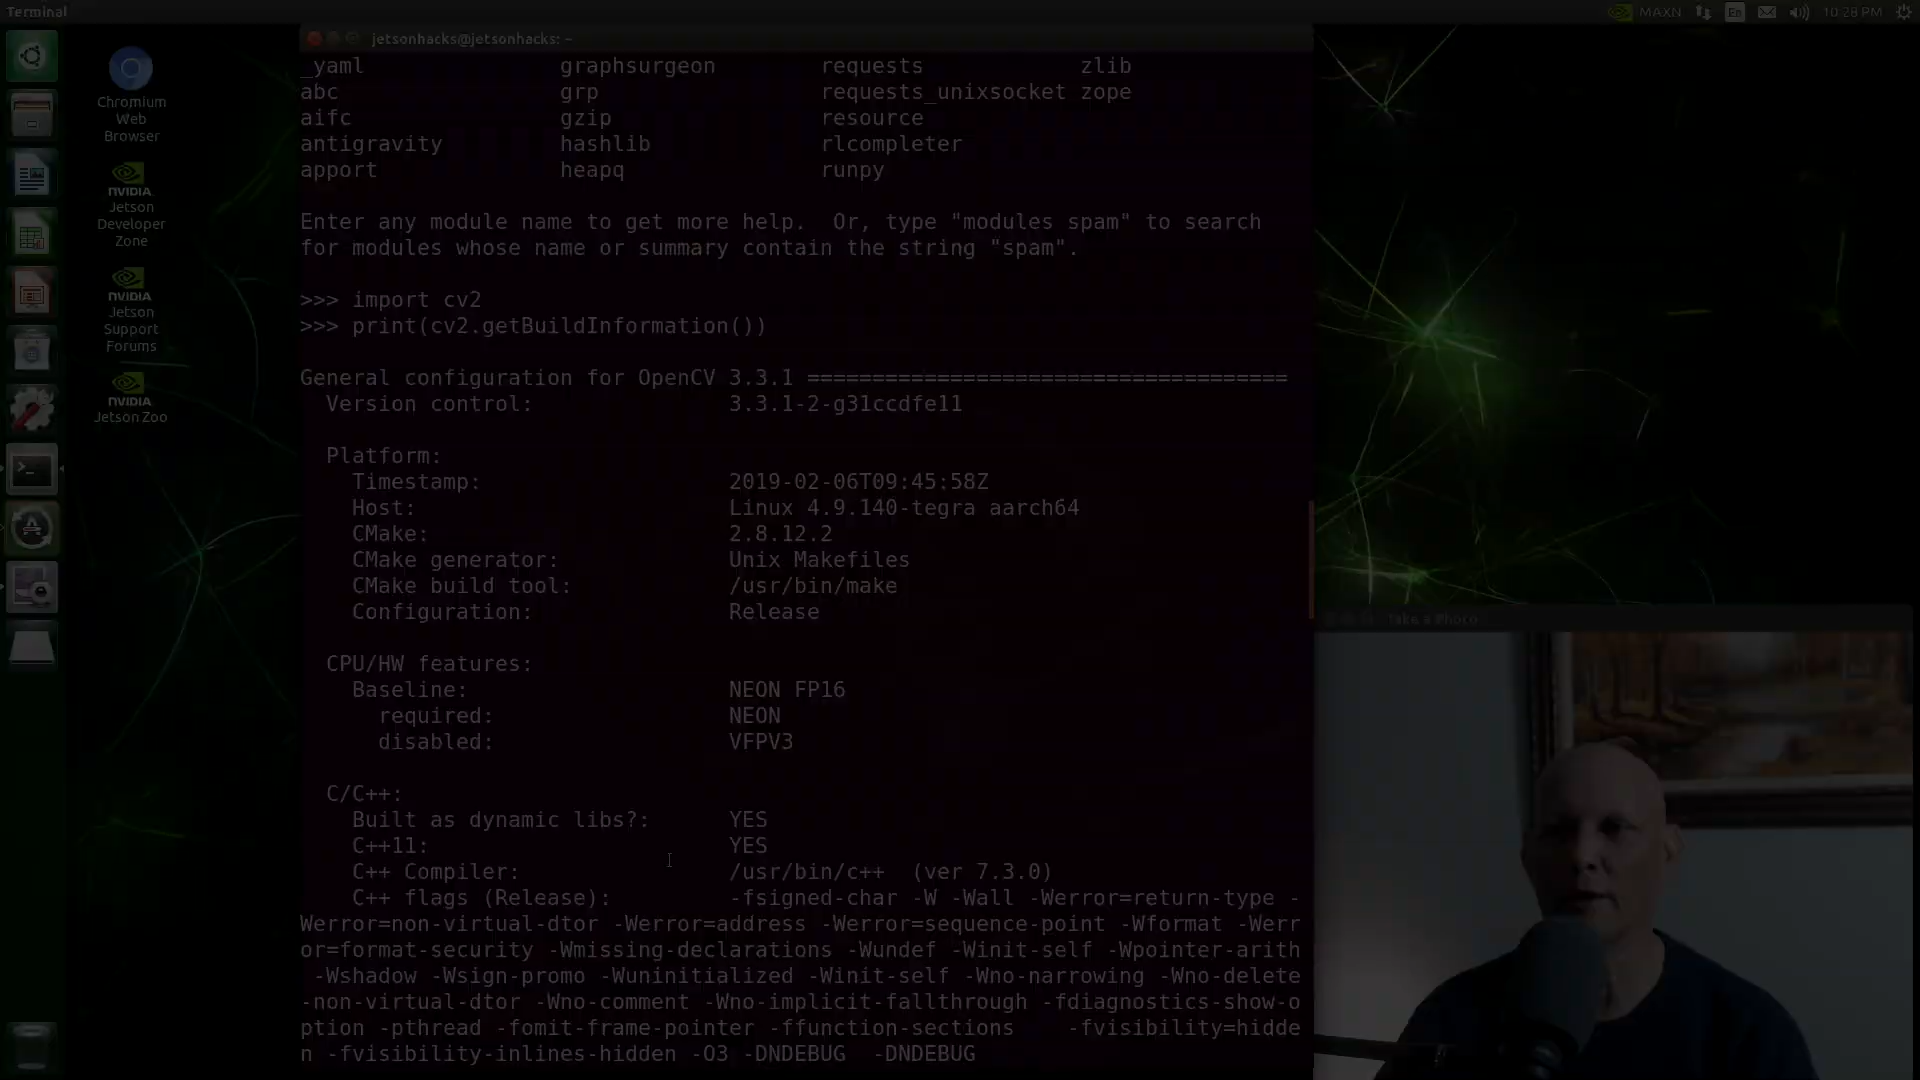 Terminal
MAXN
En
10:28 PM
jetsonhacks@jetsonhacks: ~
Chromium
Web
Browser
NVIDIA
Jetson
Developer
Zone
NVIDIA
Jetson
Support
Forums
NVIDIA
Jetson Zoo
_yaml graphsurgeon requests zlib
abc grp requests_unixsocket zope
aifc gzip resource
antigravity hashlib rlcompleter
apport heapq runpy
Enter any module name to get more help.  Or, type "modules spam" to search
for modules whose name or summary contain the string "spam".
>>> import cv2
>>> print(cv2.getBuildInformation())
General configuration for OpenCV 3.3.1 =====================================
Version control: 3.3.1-2-g31ccdfe11
Platform:
Timestamp: 2019-02-06T09:45:58Z
Host: Linux 4.9.140-tegra aarch64
CMake: 2.8.12.2
CMake generator: Unix Makefiles
CMake build tool: /usr/bin/make
Configuration: Release
CPU/HW features:
Baseline: NEON FP16
required: NEON
disabled: VFPV3
C/C++:
Built as dynamic libs?: YES
C++11: YES
C++ Compiler: /usr/bin/c++  (ver 7.3.0)
C++ flags (Release): -fsigned-char -W -Wall -Werror=return-type -
Werror=non-virtual-dtor -Werror=address -Werror=sequence-point -Wformat -Werr
or=format-security -Wmissing-declarations -Wundef -Winit-self -Wpointer-arith
-Wshadow -Wsign-promo -Wuninitialized -Winit-self -Wno-narrowing -Wno-delete
-non-virtual-dtor -Wno-comment -Wno-implicit-fallthrough -fdiagnostics-show-o
ption -pthread -fomit-frame-pointer -ffunction-sections    -fvisibility=hidde
n -fvisibility-inlines-hidden -O3 -DNDEBUG  -DNDEBUG
Take a Photo